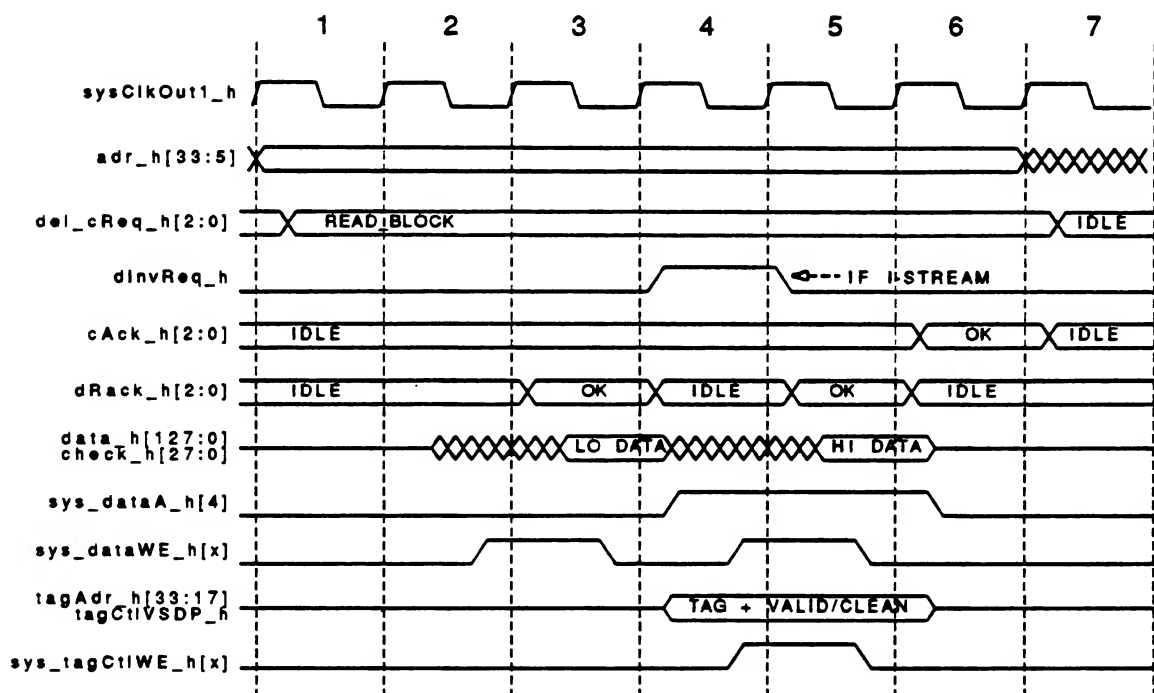 1 2 3 4 5 6 7
sysClkOut1_h
adr_h[33:5]
del_cReq_h[2:0] READ_BLOCK IDLE
dInvReq_h <--- IF I-STREAM
cAck_h[2:0] IDLE OK IDLE
dRack_h[2:0] IDLE OK IDLE OK IDLE
data_h[127:0]
check_h[27:0] LO DATA HI DATA
sys_dataA_h[4]
sys_dataWE_h[x]
tagAdr_h[33:17]
tagCtlVSDP_h TAG + VALID/CLEAN
sys_tagCtlWE_h[x]